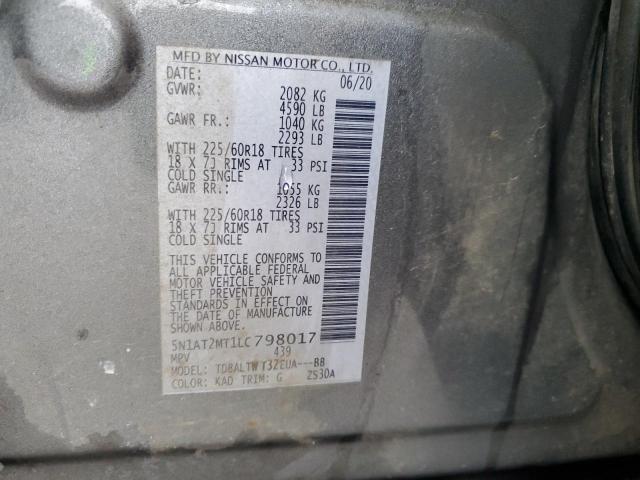 MFD BY NISSAN MOTOR CO., LTD.
DATE: 06/20
GVWR: 2082 KG
4590 LB
GAWR FR.: 1040 KG
2293 LB
WITH 225/60R18 TIRES
18 X 7J RIMS AT 33 PSI
COLD SINGLE
GAWR RR.: 1055 KG
2326 LB
WITH 225/60R18 TIRES
18 X 7J RIMS AT 33 PSI
COLD SINGLE
THIS VEHICLE CONFORMS TO
ALL APPLICABLE FEDERAL
MOTOR VEHICLE SAFETY AND
THEFT PREVENTION
STANDARDS IN EFFECT ON
THE DATE OF MANUFACTURE
SHOWN ABOVE.
5N1AT2MT1LC798017
MPV 439
MODEL: BB
COLOR: KAD TRIM: G ZS30A